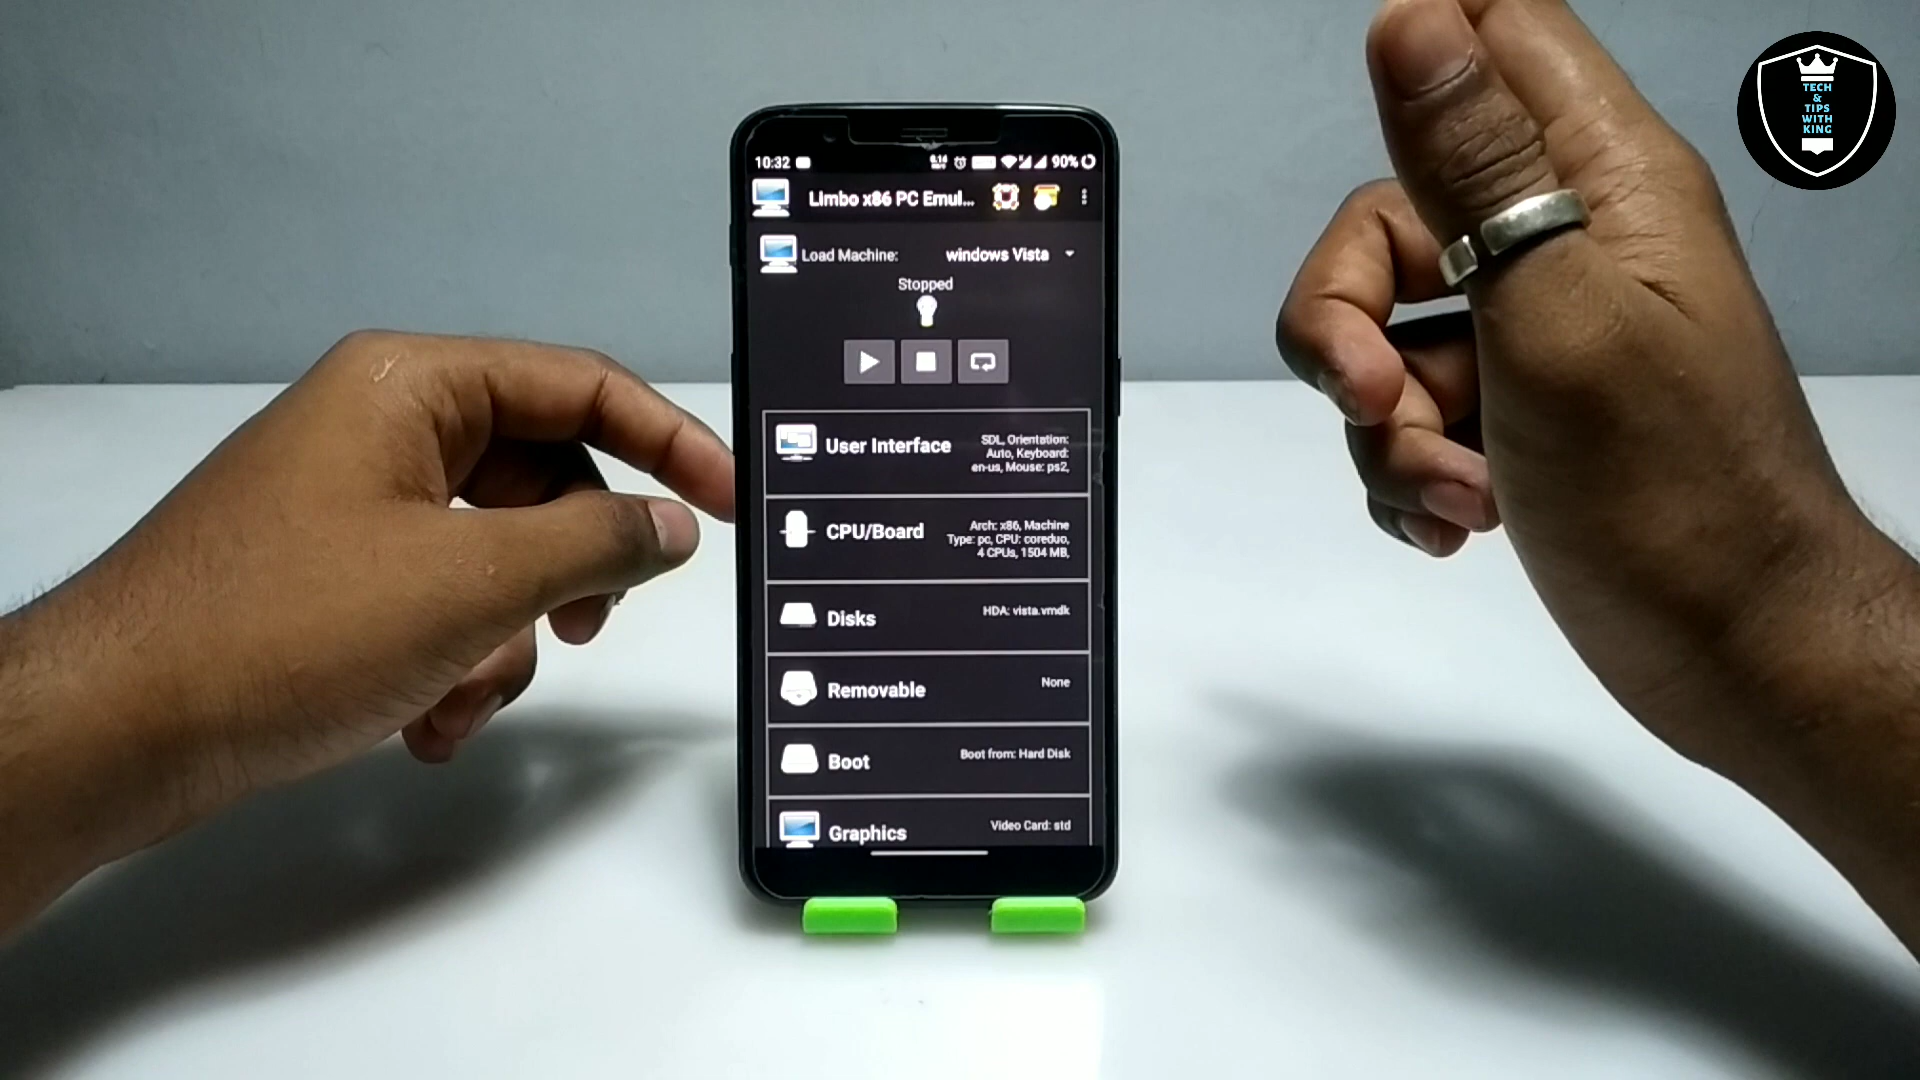 TECH
&
TIPS
WITH
KING
10:32
90%
Limbo x86 PC Emul...
Load Machine: windows Vista
Stopped
User Interface
SDL, Orientation:
Auto, Keyboard:
en-us, Mouse: ps2,
CPU/Board
Arch: x86, Machine
Type: pc, CPU: coreduo,
4 CPUs, 1504 MB,
Disks
HDA: vista.vmdk
Removable
None
Boot
Boot from: Hard Disk
Graphics
Video Card: std